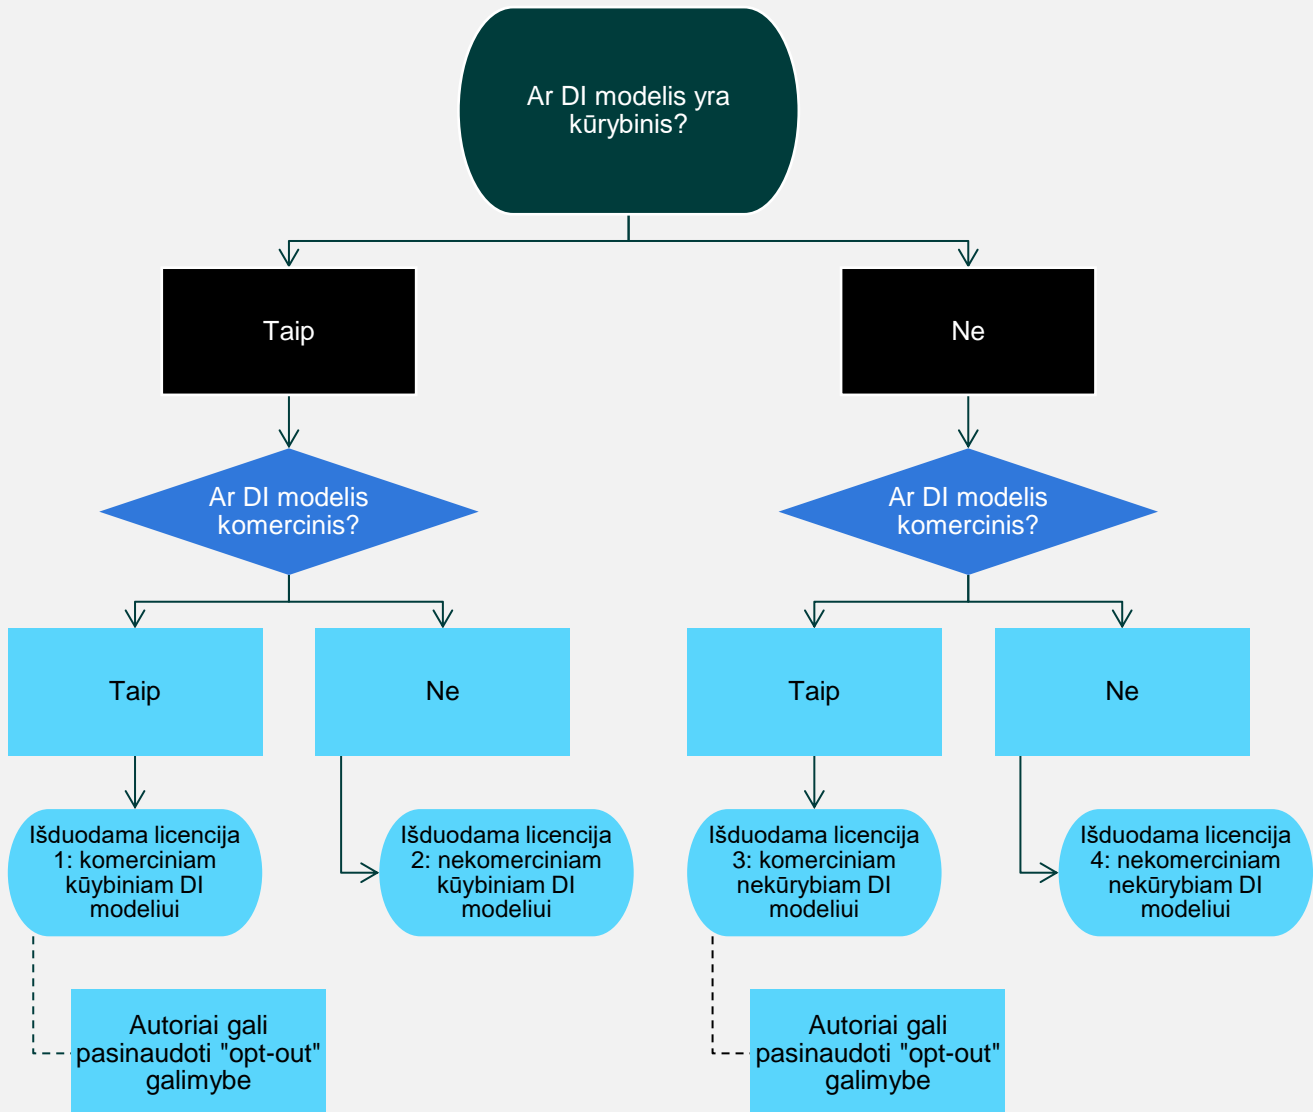 Ar DI modelis yra
kūrybinis?
Taip
Ne
Ar DI modelis
komercinis?
Ar DI modelis
komercinis?
Taip
Ne
Taip
Ne
Išduodama licencija
1: komerciniam
kūybiniam DI
modeliui
Išduodama licencija
2: nekomerciniam
kūybiniam DI
modeliui
Išduodama licencija
3: komerciniam
nekūrybiam DI
modeliui
Išduodama licencija
4: nekomerciniam
nekūrybiam DI
modeliui
Autoriai gali
pasinaudoti "opt-out"
galimybe
Autoriai gali
pasinaudoti "opt-out"
galimybe